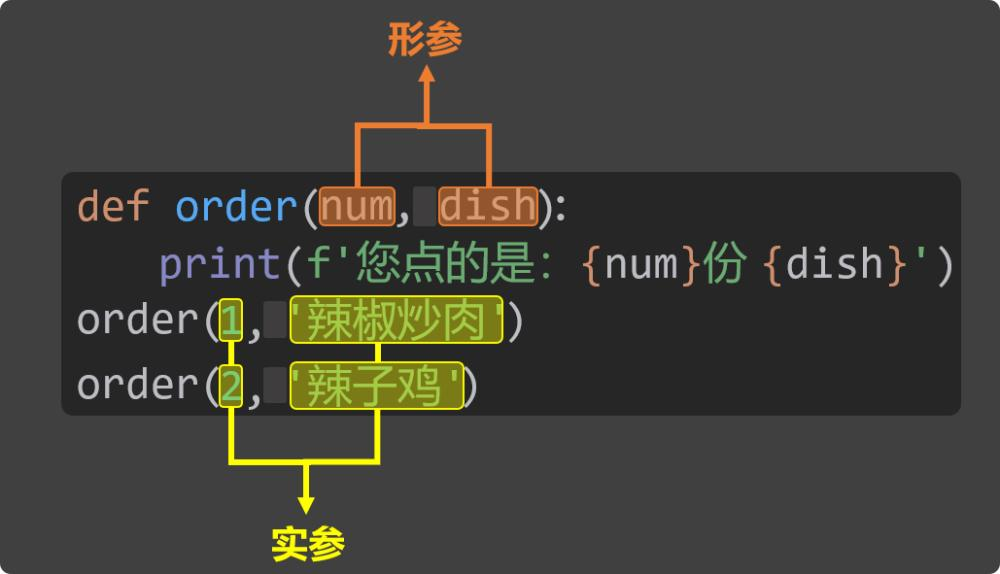 形参
def order(num, dish):
print(f'您点的是：{num}份 {dish}')
order(1, '辣椒炒肉')
order(2, '辣子鸡')
实参